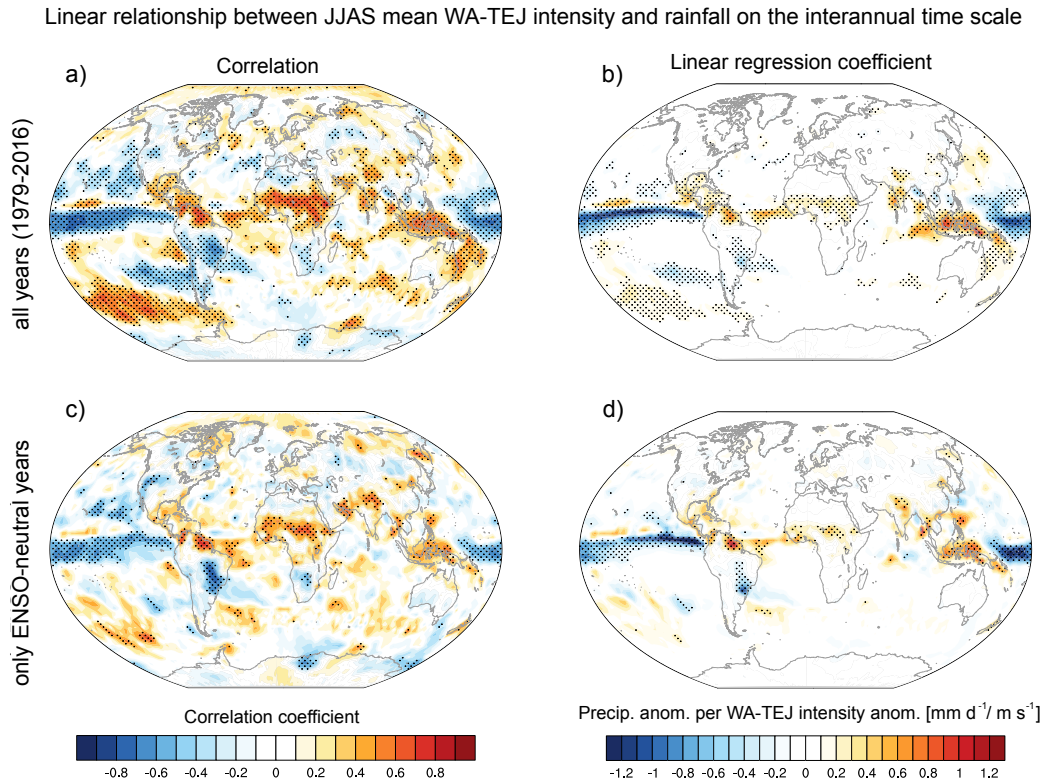 Linear relationship between JJAS mean WA-TEJ intensity and rainfall on the interannual time scale
a)
Correlation
b)
Linear regression coefficient
all years (1979-2016)
c)
d)
only ENSO-neutral years
Correlation coefficient
-0.8 -0.6 -0.4 -0.2 0 0.2 0.4 0.6 0.8
Precip. anom. per WA-TEJ intensity anom. [mm d⁻¹/ m s⁻¹]
-1.2 -1 -0.8 -0.6 -0.4 -0.2 0 0.2 0.4 0.6 0.8 1 1.2